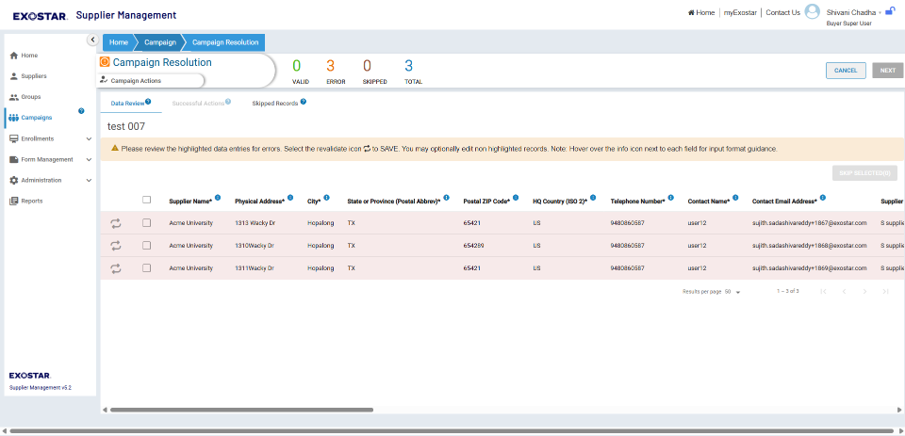 EXOSTAR. Supplier Management
Home | myExostar | Contact Us
Shivani Chadha
Buyer Super User
Home
Suppliers
Groups
Campaigns
Enrollments
Form Management
Administration
Reports
EXOSTAR
Supplier Management v5.2
Home Campaign Campaign Resolution
Campaign Resolution
Campaign Actions
0 VALID
3 ERROR
0 SKIPPED
3 TOTAL
CANCEL NEXT
Data Review Successful Actions Skipped Records
test 007
Please review the highlighted data entries for errors. Select the revalidate icon to SAVE. You may optionally edit non highlighted records. Note: Hover over the info icon next to each field for input format guidance.
SKIP SELECTED(0)
Supplier Name* Physical Address* City* State or Province (Postal Abbrev)* Postal ZIP Code* HQ Country (ISO 2)* Telephone Number* Contact Name* Contact Email Address* Supplier
Acme University 1313 Wacky Dr Hopalong TX 65421 US 9480860587 user12 sujith.sadashivareddy+1867@exostar.com S supplie
Acme University 1310Wacky Dr Hopalong TX 654289 US 9480860587 user12 sujith.sadashivareddy+1868@exostar.com S supplie
Acme University 1311Wacky Dr Hopalong TX 65421 US 9480860587 user12 sujith.sadashivareddy+1869@exostar.com S supplie
Results per page 50 1 – 3 of 3